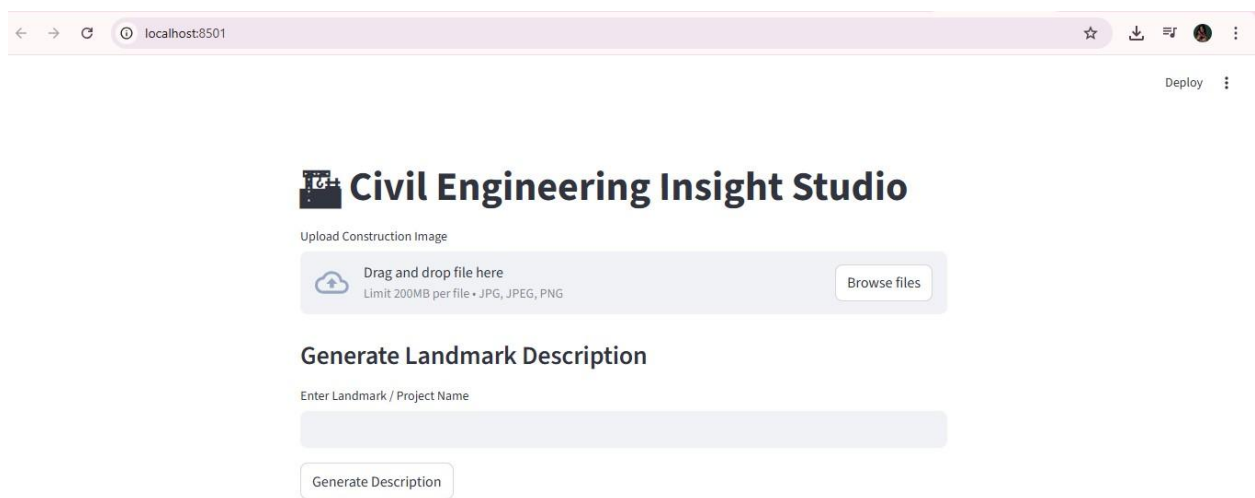 localhost:8501
Deploy
Civil Engineering Insight Studio
Upload Construction Image
Drag and drop file here
Limit 200MB per file • JPG, JPEG, PNG
Browse files
Generate Landmark Description
Enter Landmark / Project Name
Generate Description